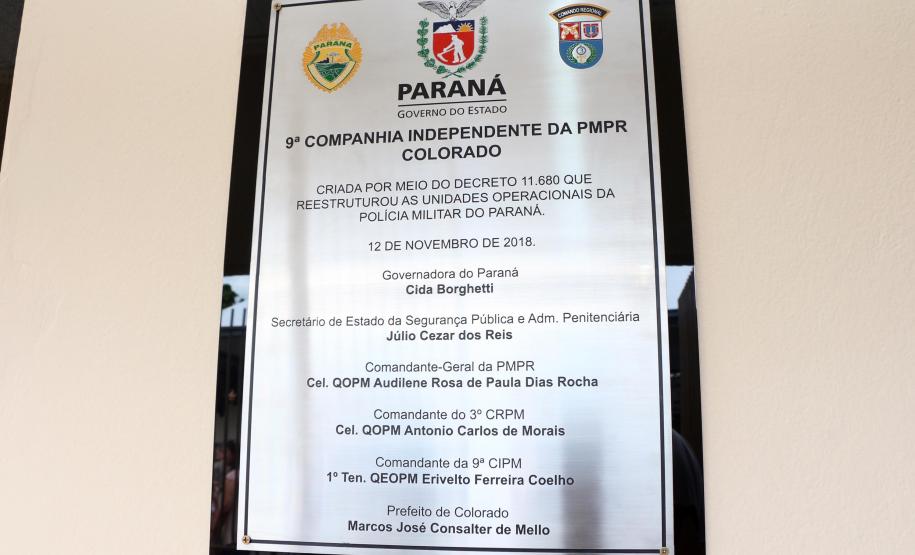 PARANÁ
COMANDO REGIONAL
PARANÁ
GOVERNO DO ESTADO
9ª COMPANHIA INDEPENDENTE DA PMPR
COLORADO
CRIADA POR MEIO DO DECRETO 11.680 QUE
REESTRUTUROU AS UNIDADES OPERACIONAIS DA
POLÍCIA MILITAR DO PARANÁ.
12 DE NOVEMBRO DE 2018.
Governadora do Paraná
Cida Borghetti
Secretário de Estado da Segurança Pública e Adm. Penitenciária
Júlio Cezar dos Reis
Comandante-Geral da PMPR
Cel. QOPM Audilene Rosa de Paula Dias Rocha
Comandante do 3º CRPM
Cel. QOPM Antonio Carlos de Morais
Comandante da 9ª CIPM
1º Ten. QEOPM Erivelto Ferreira Coelho
Prefeito de Colorado
Marcos José Consalter de Mello